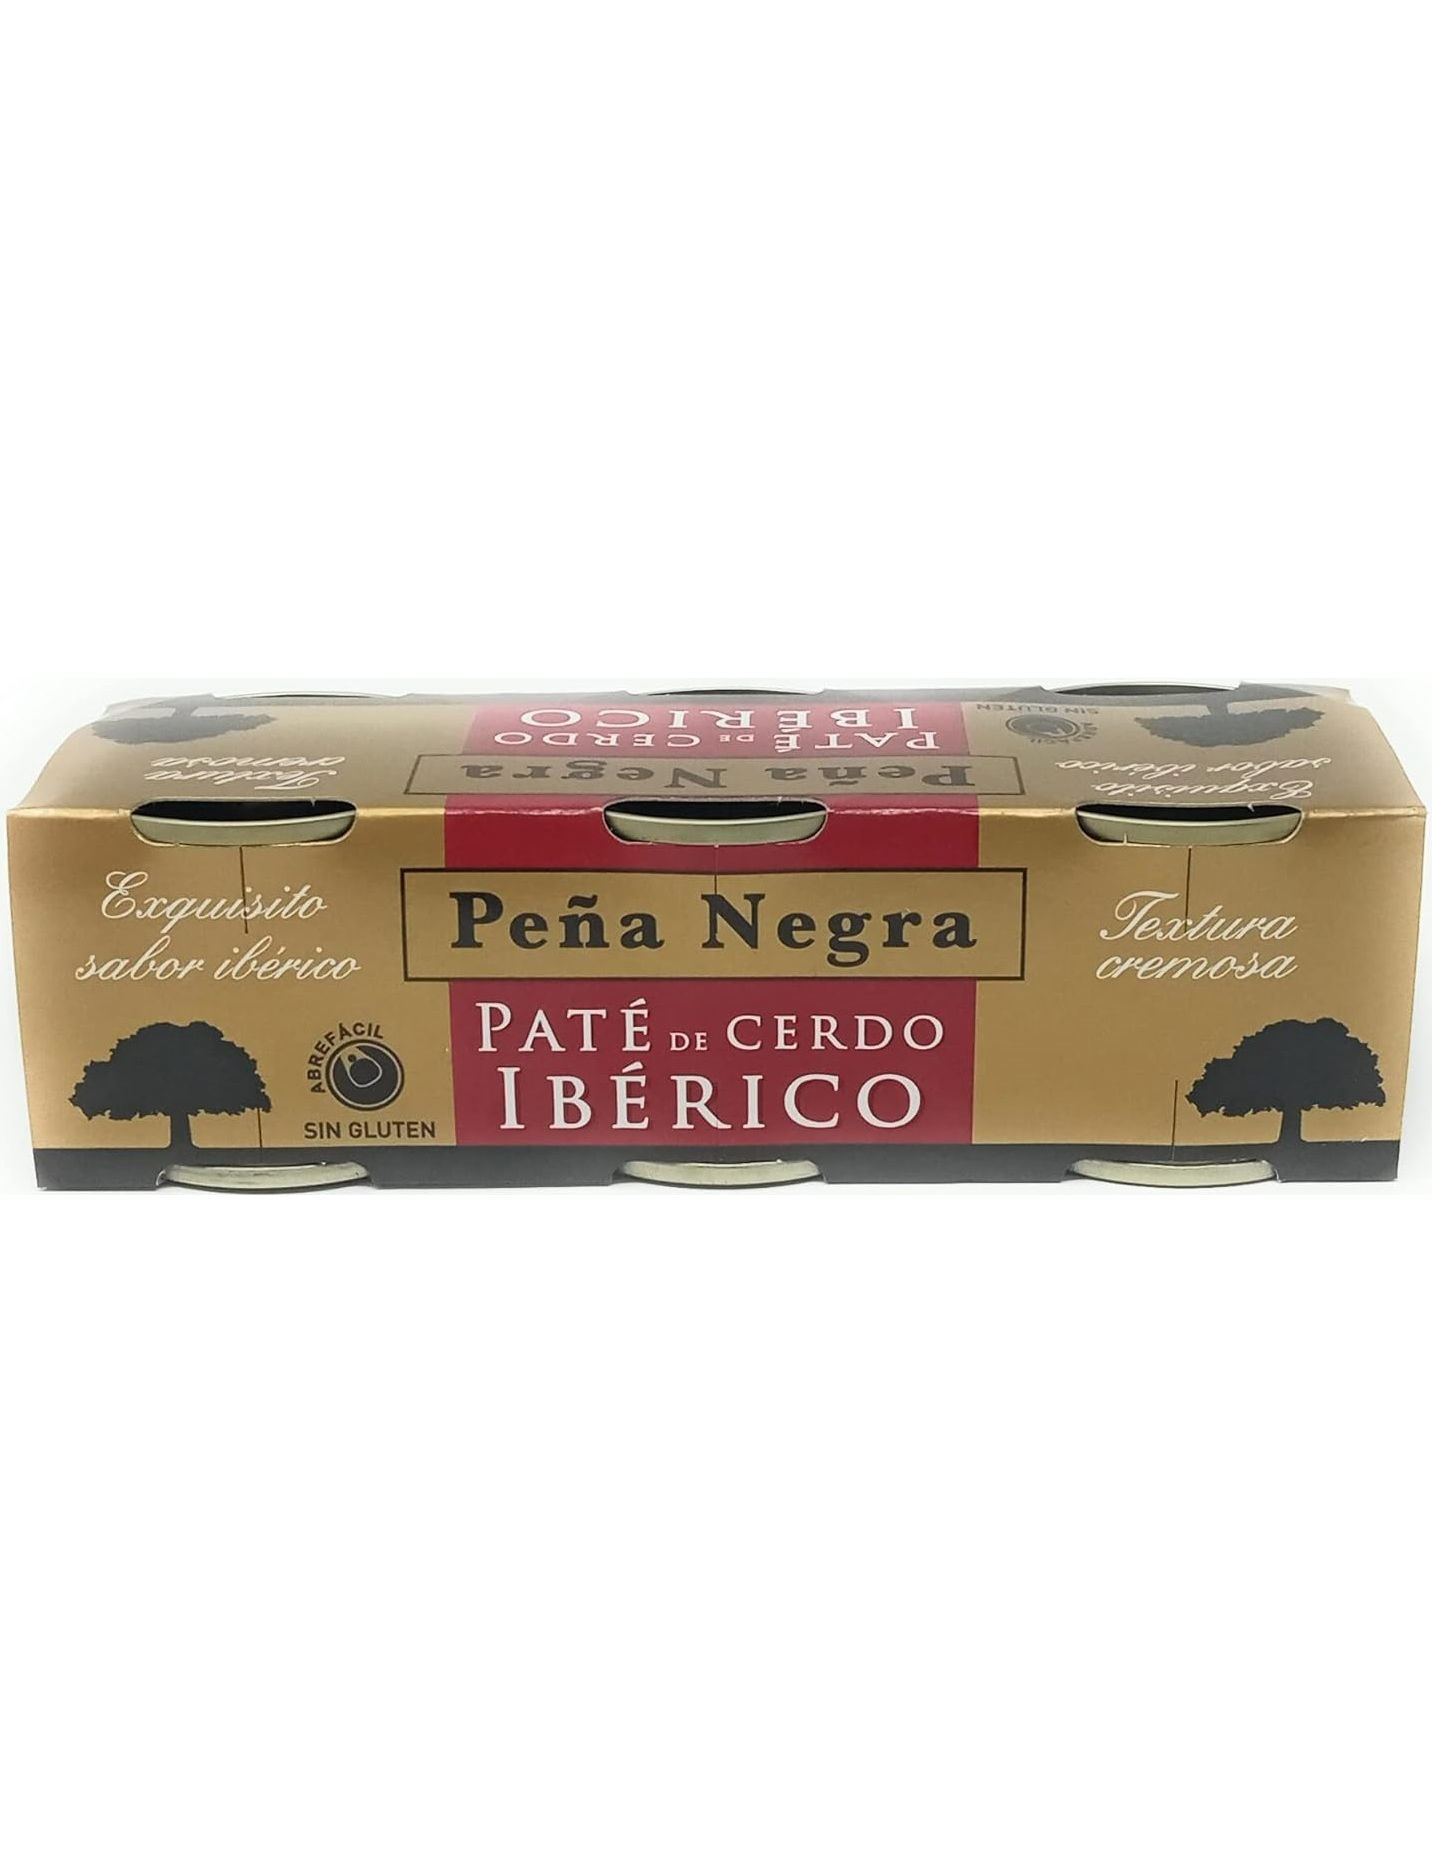 PATÉ DE CERDO
IBÉRICO
SIN GLUTEN
ABREFÁCIL
Peña Negra
Textura
cremosa
Exquisito
sabor ibérico
Exquisito
sabor ibérico
Peña Negra
Textura
cremosa
PATÉ DE CERDO
IBÉRICO
ABREFÁCIL
SIN GLUTEN